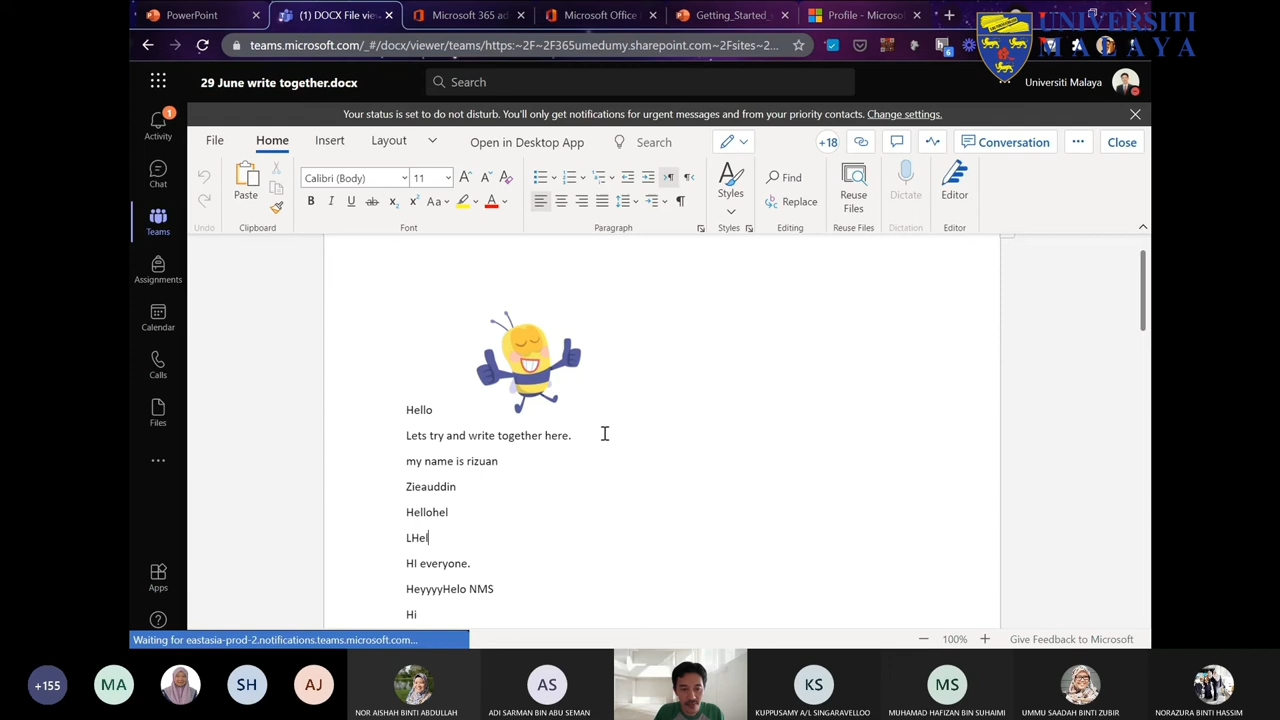 PowerPoint
(1) DOCX File vie
Microsoft 365 ad
Microsoft Office
Getting_Started_
Profile - Microso
UNIVERSITI
MALAYA
teams.microsoft.com/_#/docx/viewer/teams/https:~2F~2F365umedumy.sharepoint.com~2Fsites~2...
29 June write together.docx
Search
Universiti Malaya
Your status is set to do not disturb. You'll only get notifications for urgent messages and from your priority contacts. Change settings.
File Home Insert Layout Open in Desktop App Search +18 Conversation Close
Calibri (Body) 11
Paste
Styles
Find
Replace
Reuse Files
Dictate
Editor
Undo Clipboard Font Paragraph Styles Editing Reuse Files Dictation Editor
1
Activity
Chat
Teams
Assignments
Calendar
Calls
Files
Apps
Hello
Lets try and write together here.
my name is rizuan
Zieauddin
Hellohel
LHel
HI everyone.
HeyyyyHelo NMS
Hi
Waiting for eastasia-prod-2.notifications.teams.microsoft.com...
100% Give Feedback to Microsoft
+155 MA SH AJ AS KS MS
NOR AISHAH BINTI ABDULLAH
ADI SARMAN BIN ABU SEMAN
KUPPUSAMY A/L SINGARAVELLOO
MUHAMAD HAFIZAN BIN SUHAIMI
UMMU SAADAH BINTI ZUBIR
NORAZURA BINTI HASSIM